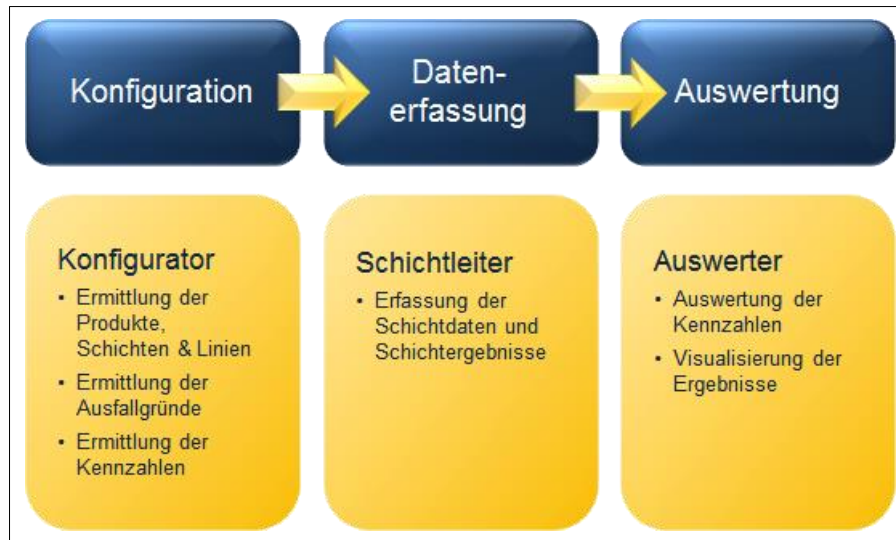 Konfiguration
Daten-
erfassung
Auswertung
Konfigurator
• Ermittlung der
Produkte,
Schichten & Linien
• Ermittlung der
Ausfallgründe
• Ermittlung der
Kennzahlen
Schichtleiter
• Erfassung der
Schichtdaten und
Schichtergebnisse
Auswerter
• Auswertung der
Kennzahlen
• Visualisierung der
Ergebnisse